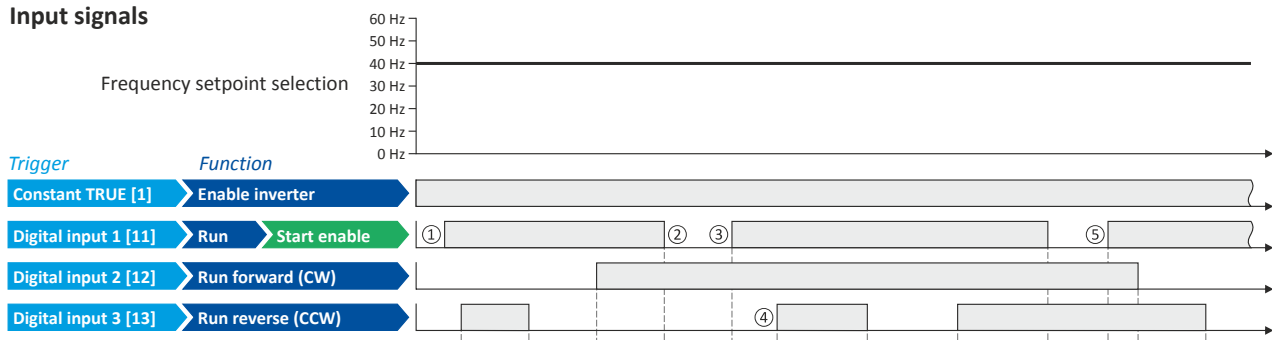 Input signals
60 Hz
50 Hz
40 Hz
Frequency setpoint selection
30 Hz
20 Hz
10 Hz
0 Hz
Trigger Function
Constant TRUE [1] Enable inverter
Digital input 1 [11] Run Start enable ① ② ③ ⑤
Digital input 2 [12] Run forward (CW)
Digital input 3 [13] Run reverse (CCW) ④